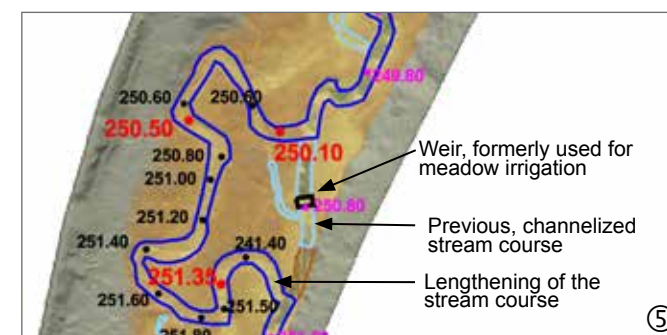 249.80
250.60
250.60
250.50
250.10
250.80
251.00
Weir, formerly used for
meadow irrigation
250.80
251.20
Previous, channelized
stream course
251.40
241.40
251.35
Lengthening of the
stream course
251.60
251.50
251.80
⑤